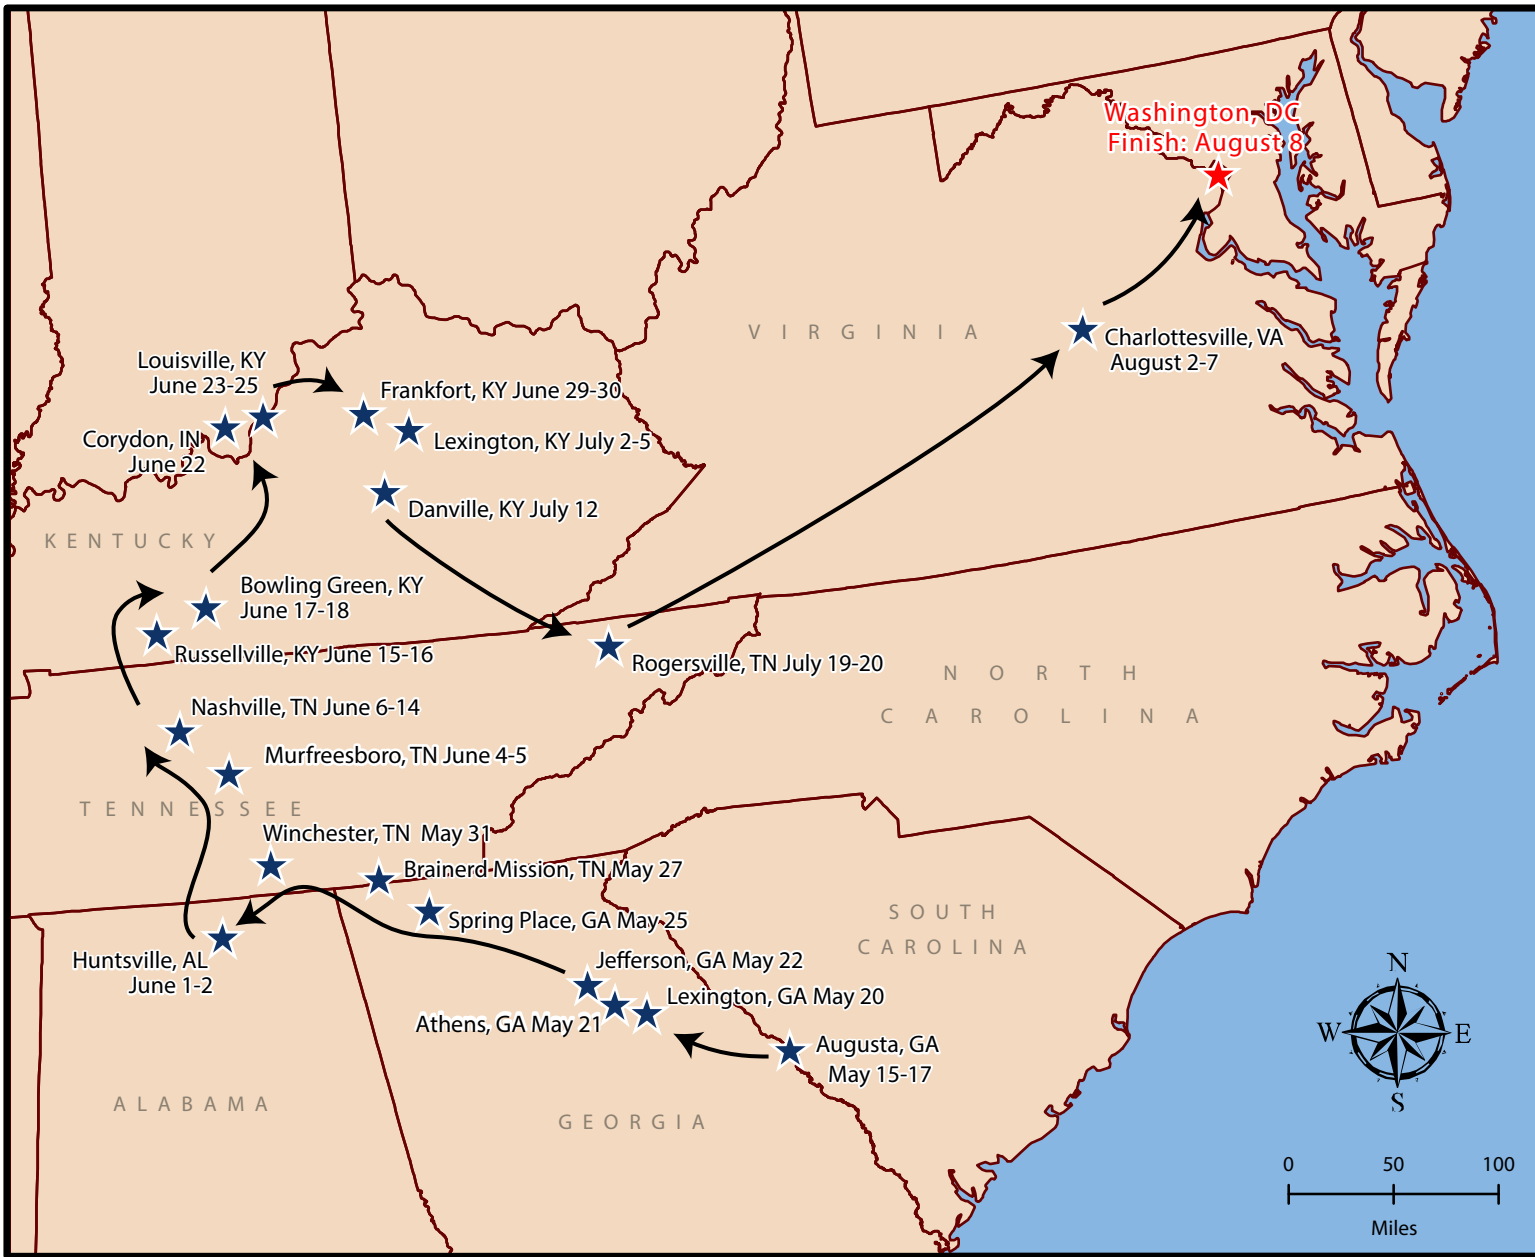 Washington, DC
Finish: August 8
VIRGINIA
Charlottesville, VA
August 2-7
Louisville, KY
June 23-25
Frankfort, KY June 29-30
Corydon, IN
June 22
Lexington, KY July 2-5
Danville, KY July 12
KENTUCKY
Bowling Green, KY
June 17-18
Russellville, KY June 15-16
Rogersville, TN July 19-20
NORTH
CAROLINA
Nashville, TN June 6-14
Murfreesboro, TN June 4-5
TENNESSEE
Winchester, TN May 31
Brainerd Mission, TN May 27
Spring Place, GA May 25
SOUTH
CAROLINA
Huntsville, AL
June 1-2
Jefferson, GA May 22
Lexington, GA May 20
Athens, GA May 21
Augusta, GA
May 15-17
ALABAMA
GEORGIA
N
W E
S
0 50 100
Miles